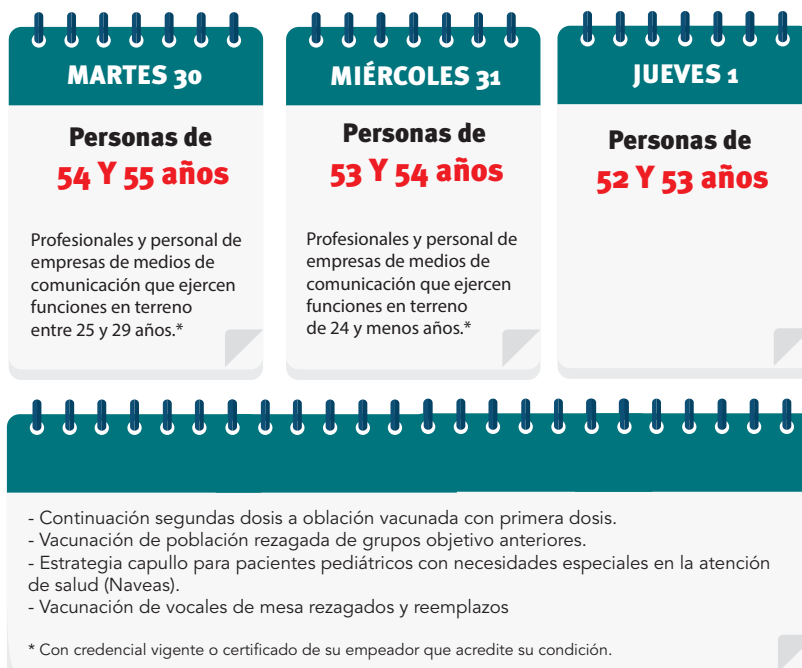 MARTES 30
Personas de
54 Y 55 años
Profesionales y personal de
empresas de medios de
comunicación que ejercen
funciones en terreno
entre 25 y 29 años.*
MIÉRCOLES 31
Personas de
53 Y 54 años
Profesionales y personal de
empresas de medios de
comunicación que ejercen
funciones en terreno
de 24 y menos años.*
JUEVES 1
Personas de
52 Y 53 años
- Continuación segundas dosis a oblación vacunada con primera dosis.
- Vacunación de población rezagada de grupos objetivo anteriores.
- Estrategia capullo para pacientes pediátricos con necesidades especiales en la atención
de salud (Naveas).
- Vacunación de vocales de mesa rezagados y reemplazos
* Con credencial vigente o certificado de su empeador que acredite su condición.